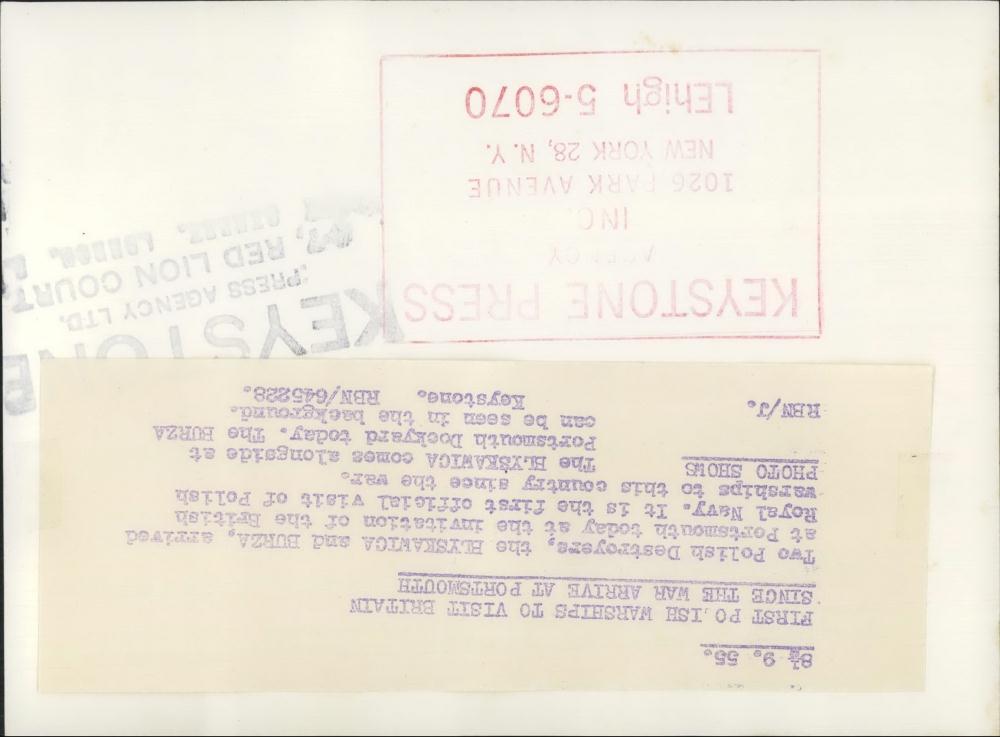 8½ 9. 55.
FIRST PO.ISH WARSHIPS TO VISIT BRITAIN
SINCE THE WAR ARRIVE AT PORTSMOUTH
Two Polish Destroyers, the BLYSKAWICA and BURZA, arrived
at Portsmouth today at the invitation of the British
Royal Navy. It is the first official visit of Polish
warships to this country since the war.
PHOTO SHOWS The BLYSKAWICA comes alongside at
Portsmouth Dockyard today. The BURZA
can be seen in the background.
RBN/J. Keystone. RBN/645228.
KEYSTONE PRESS
AGENCY
INC.
1026 PARK AVENUE
NEW YORK 28, N.Y.
LEhigh 5-6070
KEYSTONE P
PRESS AGENCY LTD.
RED LION COURT,
LONDON,